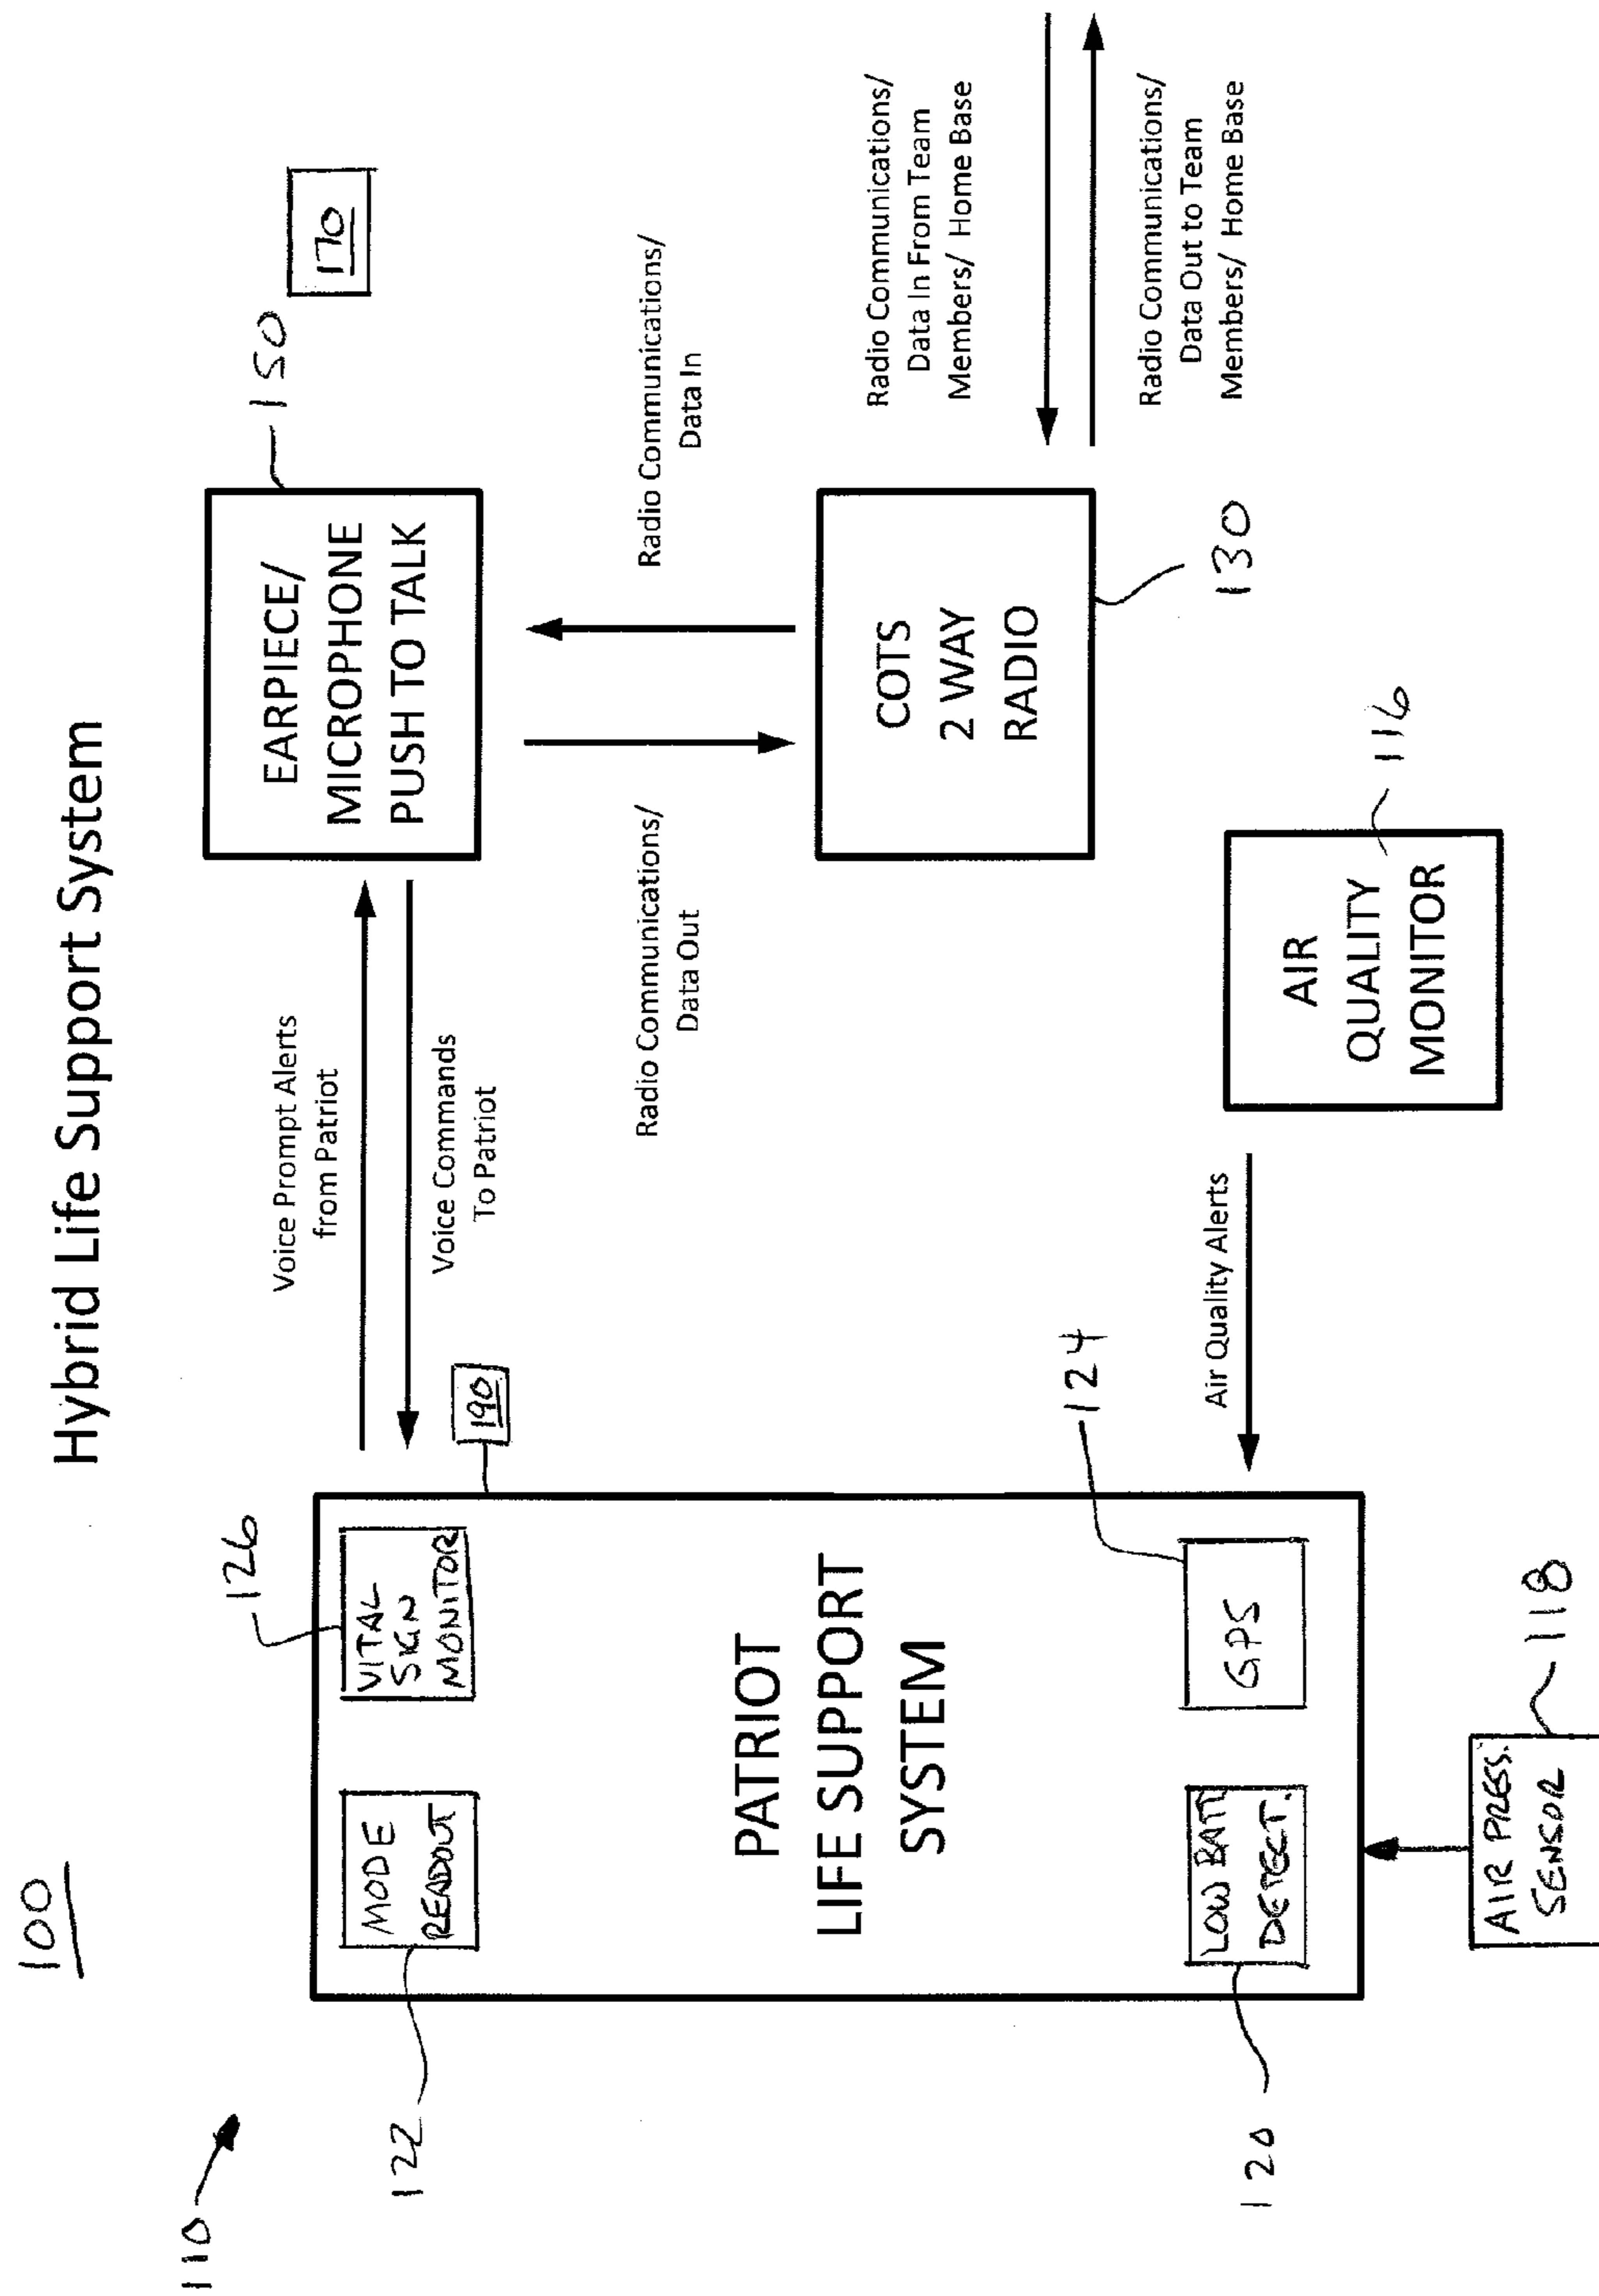 100
Hybrid Life Support System
110
122
MODE
READOUT
126
VITAL
SIGN
MONITOR
190
Voice Prompt Alerts
from Patriot
Voice Commands
To Patriot
EARPIECE/
MICROPHONE
PUSH TO TALK
150
170
Radio Communications/
Data Out
Radio Communications/
Data In
PATRIOT
LIFE SUPPORT
SYSTEM
COTS
2 WAY
RADIO
130
Radio Communications/
Data In From Team
Members/ Home Base
Radio Communications/
Data Out to Team
Members/ Home Base
120
LOW BATT
DETECT.
GPS
124
Air Quality Alerts
AIR
QUALITY
MONITOR
116
AIR PRESS.
SENSOR
118